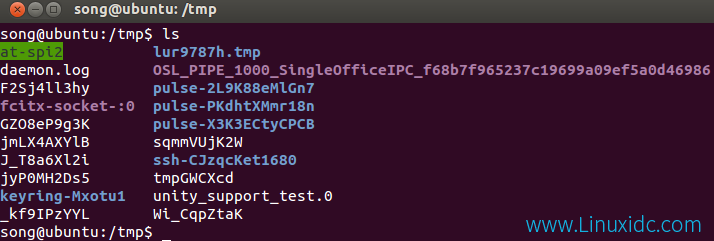 song@ubuntu: /tmp
song@ubuntu:/tmp$ ls
at-spi2 lur9787h.tmp
daemon.log OSL_PIPE_1000_SingleOfficeIPC_f68b7f965237c19699a09ef5a0d46986
F2Sj4ll3hy pulse-2L9K88eMlGn7
fcitx-socket-:0 pulse-PKdhtXMmr18n
GZO8eP9g3K pulse-X3K3ECtyCPCB
jmLX4AXYlB sqmmVUjK2W
J_T8a6Xl2i ssh-CJzqcKet1680
jyP0MH2Ds5 tmpGWCXcd
keyring-Mxotu1 unity_support_test.0
_kf9IPzYYL Wi_CqpZtaK
song@ubuntu:/tmp$
www.Linuxidc.com